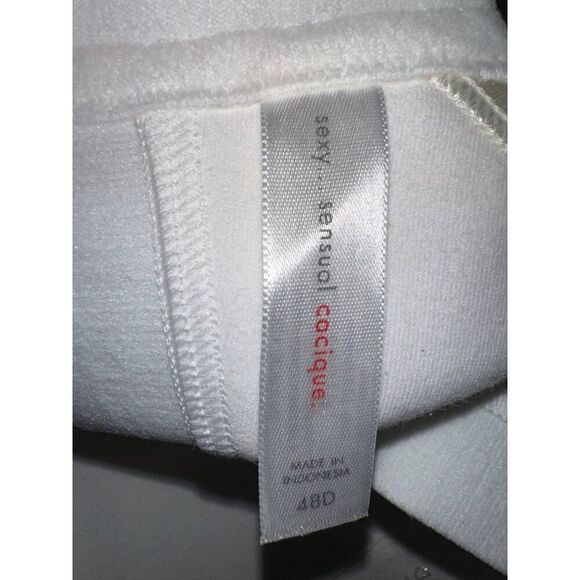 sexy... sensual cacique.
MADE IN
INDONESIA
48D